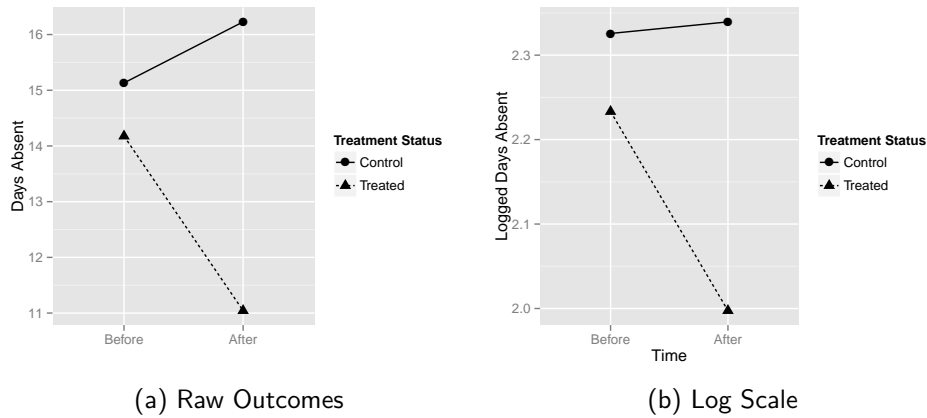 16
15
14
13
12
11
Days Absent
Before After
Treatment Status
Control
Treated
(a) Raw Outcomes
2.3
2.2
2.1
2.0
Logged Days Absent
Before After
Time
Treatment Status
Control
Treated
(b) Log Scale